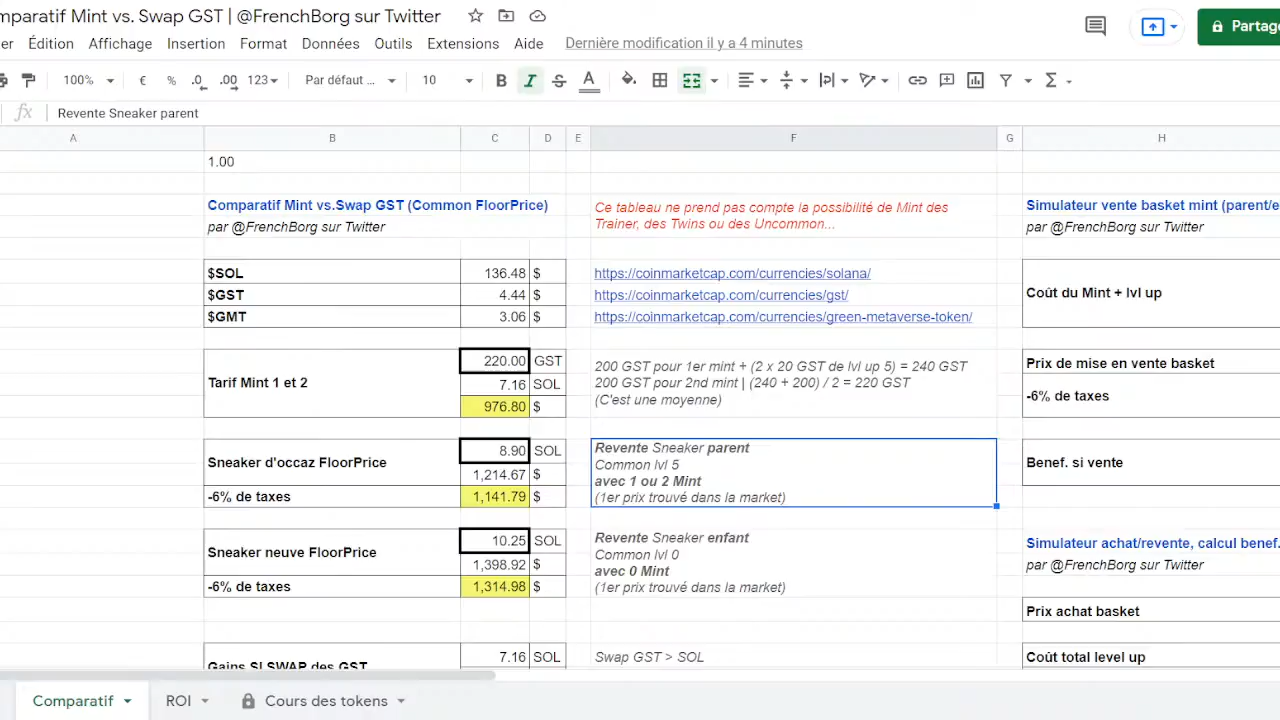 mparatif Mint vs. Swap GST | @FrenchBorg sur Twitter
er Édition Affichage Insertion Format Données Outils Extensions Aide Dernière modification il y a 4 minutes
Partage
100% € % .0 .00 123 Par défaut ... 10 B I S A
fx Revente Sneaker parent
A B C D E F G H
1.00
Comparatif Mint vs.Swap GST (Common FloorPrice)
par @FrenchBorg sur Twitter
Ce tableau ne prend pas compte la possibilité de Mint des
Trainer, des Twins ou des Uncommon...
Simulateur vente basket mint (parent/e
par @FrenchBorg sur Twitter
$SOL 136.48 $ https://coinmarketcap.com/currencies/solana/
$GST 4.44 $ https://coinmarketcap.com/currencies/gst/
$GMT 3.06 $ https://coinmarketcap.com/currencies/green-metaverse-token/
Coût du Mint + lvl up
Tarif Mint 1 et 2
220.00 GST
7.16 SOL
976.80 $
200 GST pour 1er mint + (2 x 20 GST de lvl up 5) = 240 GST
200 GST pour 2nd mint | (240 + 200) / 2 = 220 GST
(C'est une moyenne)
Prix de mise en vente basket
-6% de taxes
Sneaker d'occaz FloorPrice
8.90 SOL
1,214.67 $
-6% de taxes 1,141.79 $
Revente Sneaker parent
Common lvl 5
avec 1 ou 2 Mint
(1er prix trouvé dans la market)
Benef. si vente
Sneaker neuve FloorPrice
10.25 SOL
1,398.92 $
-6% de taxes 1,314.98 $
Revente Sneaker enfant
Common lvl 0
avec 0 Mint
(1er prix trouvé dans la market)
Simulateur achat/revente, calcul benef.
par @FrenchBorg sur Twitter
Prix achat basket
Gains SI SWAP des GST 7.16 SOL Swap GST > SOL
Coût total level up
Comparatif ROI Cours des tokens